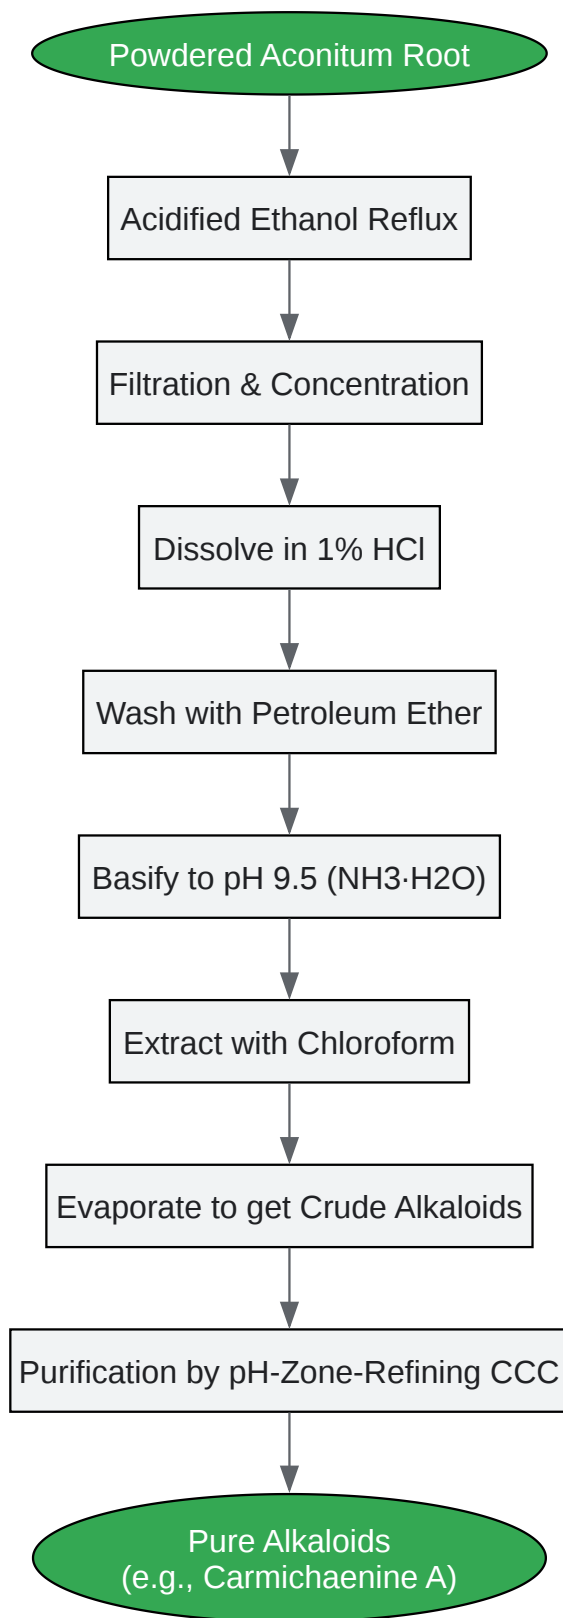 Powdered Aconitum Root
Acidified Ethanol Reflux
Filtration & Concentration
Dissolve in 1% HCl
Wash with Petroleum Ether
Basify to pH 9.5 (NH3·H2O)
Extract with Chloroform
Evaporate to get Crude Alkaloids
Purification by pH-Zone-Refining CCC
Pure Alkaloids
(e.g., Carmichaenine A)